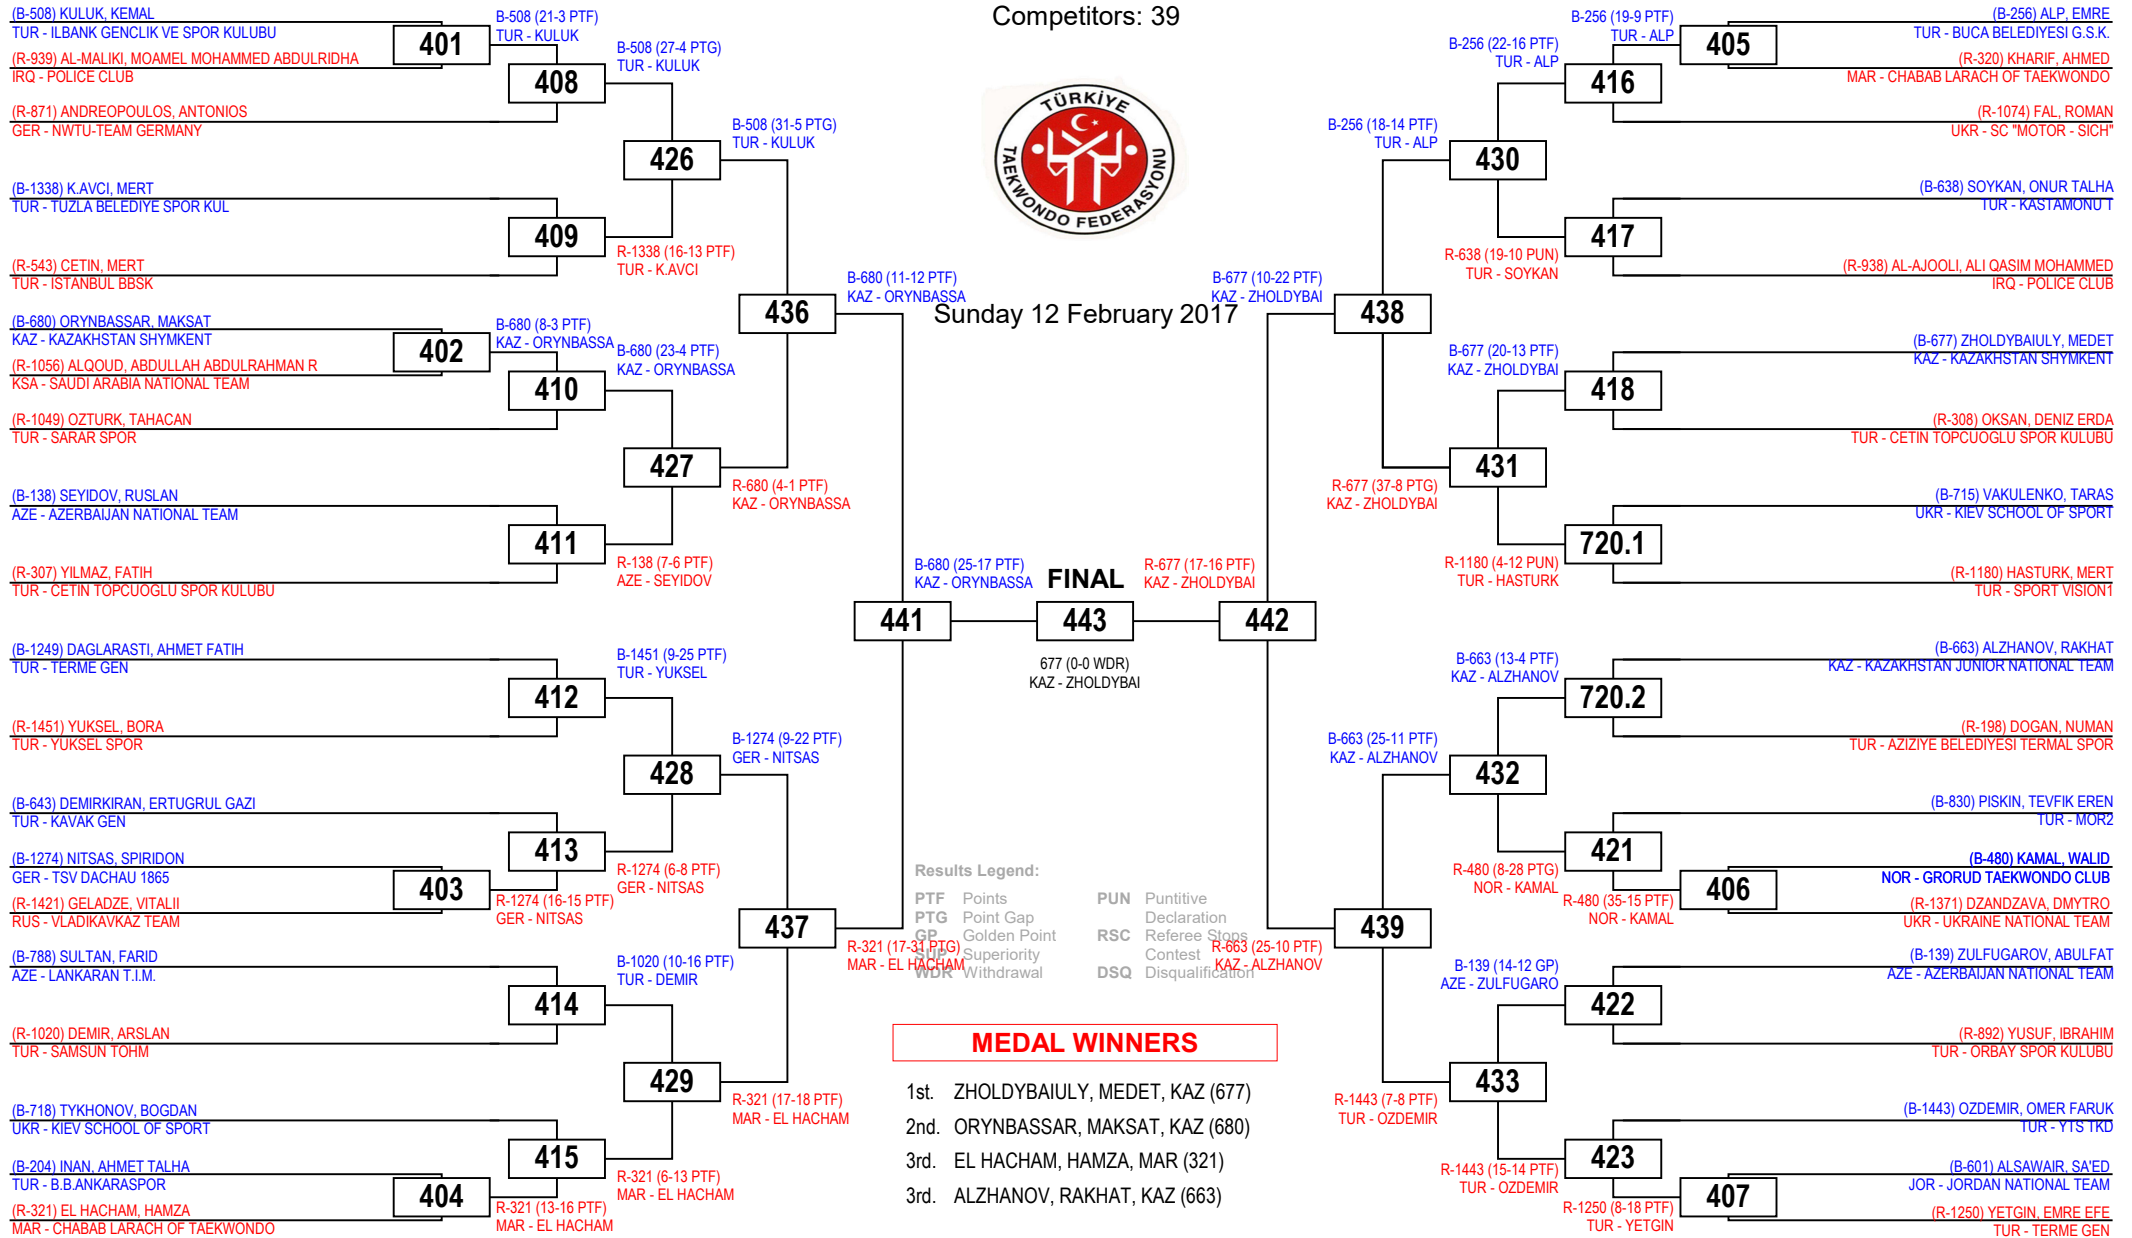 Competitors: 39
TÜRKİYE
TAEKWONDO FEDERASYONU
Sunday 12 February 2017
(B-508) KULUK, KEMAL
TUR - ILBANK GENCLIK VE SPOR KULUBU
(R-939) AL-MALIKI, MOAMEL MOHAMMED ABDULRIDHA
IRQ - POLICE CLUB
(R-871) ANDREOPOULOS, ANTONIOS
GER - NWTU-TEAM GERMANY
(B-1338) K.AVCI, MERT
TUR - TUZLA BELEDIYE SPOR KUL
(R-543) CETIN, MERT
TUR - ISTANBUL BBSK
(B-680) ORYNBASSAR, MAKSAT
KAZ - KAZAKHSTAN SHYMKENT
(R-1056) ALQOUD, ABDULLAH ABDULRAHMAN R
KSA - SAUDI ARABIA NATIONAL TEAM
(R-1049) OZTURK, TAHACAN
TUR - SARAR SPOR
(B-138) SEYIDOV, RUSLAN
AZE - AZERBAIJAN NATIONAL TEAM
(R-307) YILMAZ, FATIH
TUR - CETIN TOPCUOGLU SPOR KULUBU
(B-1249) DAGLARASTI, AHMET FATIH
TUR - TERME GEN
(R-1451) YUKSEL, BORA
TUR - YUKSEL SPOR
(B-643) DEMIRKIRAN, ERTUGRUL GAZI
TUR - KAVAK GEN
(B-1274) NITSAS, SPIRIDON
GER - TSV DACHAU 1865
(R-1421) GELADZE, VITALII
RUS - VLADIKAVKAZ TEAM
(B-788) SULTAN, FARID
AZE - LANKARAN T.I.M.
(R-1020) DEMIR, ARSLAN
TUR - SAMSUN TOHM
(B-718) TYKHONOV, BOGDAN
UKR - KIEV SCHOOL OF SPORT
(B-204) INAN, AHMET TALHA
TUR - B.B.ANKARASPOR
(R-321) EL HACHAM, HAMZA
MAR - CHABAB LARACH OF TAEKWONDO
401
402
403
404
B-508 (21-3 PTF)
TUR - KULUK
B-680 (8-3 PTF)
KAZ - ORYNBASSA
R-1274 (16-15 PTF)
GER - NITSAS
R-321 (13-16 PTF)
MAR - EL HACHAM
408
409
410
411
412
413
414
415
B-508 (27-4 PTG)
TUR - KULUK
R-1338 (16-13 PTF)
TUR - K.AVCI
B-680 (23-4 PTF)
KAZ - ORYNBASSA
R-138 (7-6 PTF)
AZE - SEYIDOV
B-1451 (9-25 PTF)
TUR - YUKSEL
R-1274 (6-8 PTF)
GER - NITSAS
B-1020 (10-16 PTF)
TUR - DEMIR
R-321 (6-13 PTF)
MAR - EL HACHAM
426
427
428
429
B-508 (31-5 PTG)
TUR - KULUK
R-680 (4-1 PTF)
KAZ - ORYNBASSA
B-1274 (9-22 PTF)
GER - NITSAS
R-321 (17-18 PTF)
MAR - EL HACHAM
436
437
B-680 (11-12 PTF)
KAZ - ORYNBASSA
R-321 (17-31 PTG)
MAR - EL HACHAM
441
B-680 (25-17 PTF)
KAZ - ORYNBASSA
FINAL
443
677 (0-0 WDR)
KAZ - ZHOLDYBAI
R-677 (17-16 PTF)
KAZ - ZHOLDYBAI
442
B-677 (10-22 PTF)
KAZ - ZHOLDYBAI
R-663 (25-10 PTF)
KAZ - ALZHANOV
438
439
B-256 (18-14 PTF)
TUR - ALP
R-677 (37-8 PTG)
KAZ - ZHOLDYBAI
B-663 (25-11 PTF)
KAZ - ALZHANOV
R-1443 (7-8 PTF)
TUR - OZDEMIR
430
431
432
433
B-256 (22-16 PTF)
TUR - ALP
R-638 (19-10 PUN)
TUR - SOYKAN
B-677 (20-13 PTF)
KAZ - ZHOLDYBAI
R-1180 (4-12 PUN)
TUR - HASTURK
B-663 (13-4 PTF)
KAZ - ALZHANOV
R-480 (8-28 PTG)
NOR - KAMAL
B-139 (14-12 GP)
AZE - ZULFUGARO
R-1443 (15-14 PTF)
TUR - OZDEMIR
416
417
418
720.1
720.2
421
422
423
B-256 (19-9 PTF)
TUR - ALP
R-480 (35-15 PTF)
NOR - KAMAL
R-1250 (8-18 PTF)
TUR - YETGIN
405
406
407
(B-256) ALP, EMRE
TUR - BUCA BELEDIYESI G.S.K.
(R-320) KHARIF, AHMED
MAR - CHABAB LARACH OF TAEKWONDO
(R-1074) FAL, ROMAN
UKR - SC "MOTOR - SICH"
(B-638) SOYKAN, ONUR TALHA
TUR - KASTAMONU T
(R-938) AL-AJOOLI, ALI QASIM MOHAMMED
IRQ - POLICE CLUB
(B-677) ZHOLDYBAIULY, MEDET
KAZ - KAZAKHSTAN SHYMKENT
(R-308) OKSAN, DENIZ ERDA
TUR - CETIN TOPCUOGLU SPOR KULUBU
(B-715) VAKULENKO, TARAS
UKR - KIEV SCHOOL OF SPORT
(R-1180) HASTURK, MERT
TUR - SPORT VISION1
(B-663) ALZHANOV, RAKHAT
KAZ - KAZAKHSTAN JUNIOR NATIONAL TEAM
(R-198) DOGAN, NUMAN
TUR - AZIZIYE BELEDIYESI TERMAL SPOR
(B-830) PISKIN, TEVFIK EREN
TUR - MOR2
(B-480) KAMAL, WALID
NOR - GRORUD TAEKWONDO CLUB
(R-1371) DZANDZAVA, DMYTRO
UKR - UKRAINE NATIONAL TEAM
(B-139) ZULFUGAROV, ABULFAT
AZE - AZERBAIJAN NATIONAL TEAM
(R-892) YUSUF, IBRAHIM
TUR - ORBAY SPOR KULUBU
(B-1443) OZDEMIR, OMER FARUK
TUR - YTS TKD
(B-601) ALSAWAIR, SA'ED
JOR - JORDAN NATIONAL TEAM
(R-1250) YETGIN, EMRE EFE
TUR - TERME GEN
Results Legend:
PTF Points
PTG Point Gap
GP Golden Point
SUP Superiority
WDR Withdrawal
PUN Puntitive
Declaration
RSC Referee Stops
Contest
DSQ Disqualification
MEDAL WINNERS
1st. ZHOLDYBAIULY, MEDET, KAZ (677)
2nd. ORYNBASSAR, MAKSAT, KAZ (680)
3rd. EL HACHAM, HAMZA, MAR (321)
3rd. ALZHANOV, RAKHAT, KAZ (663)